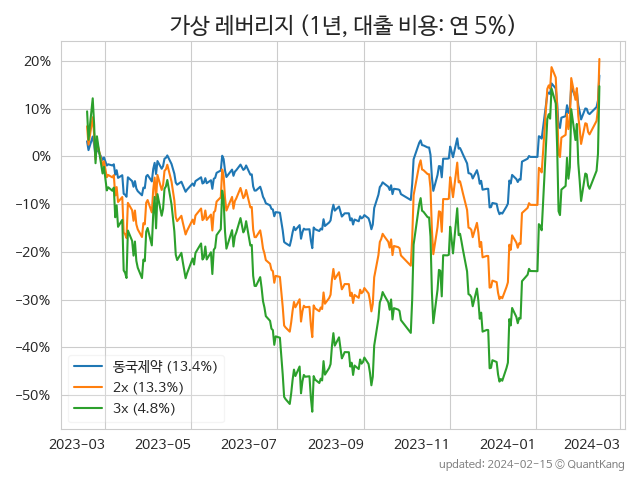 가상 레버리지 (1년, 대출 비용: 연 5%)
20%
10%
0%
−10%
−20%
−30%
−40%
−50%
동국제약 (13.4%)
2x (13.3%)
3x (4.8%)
2023-03 2023-05 2023-07 2023-09 2023-11 2024-01 2024-03
updated: 2024-02-15 © QuantKang